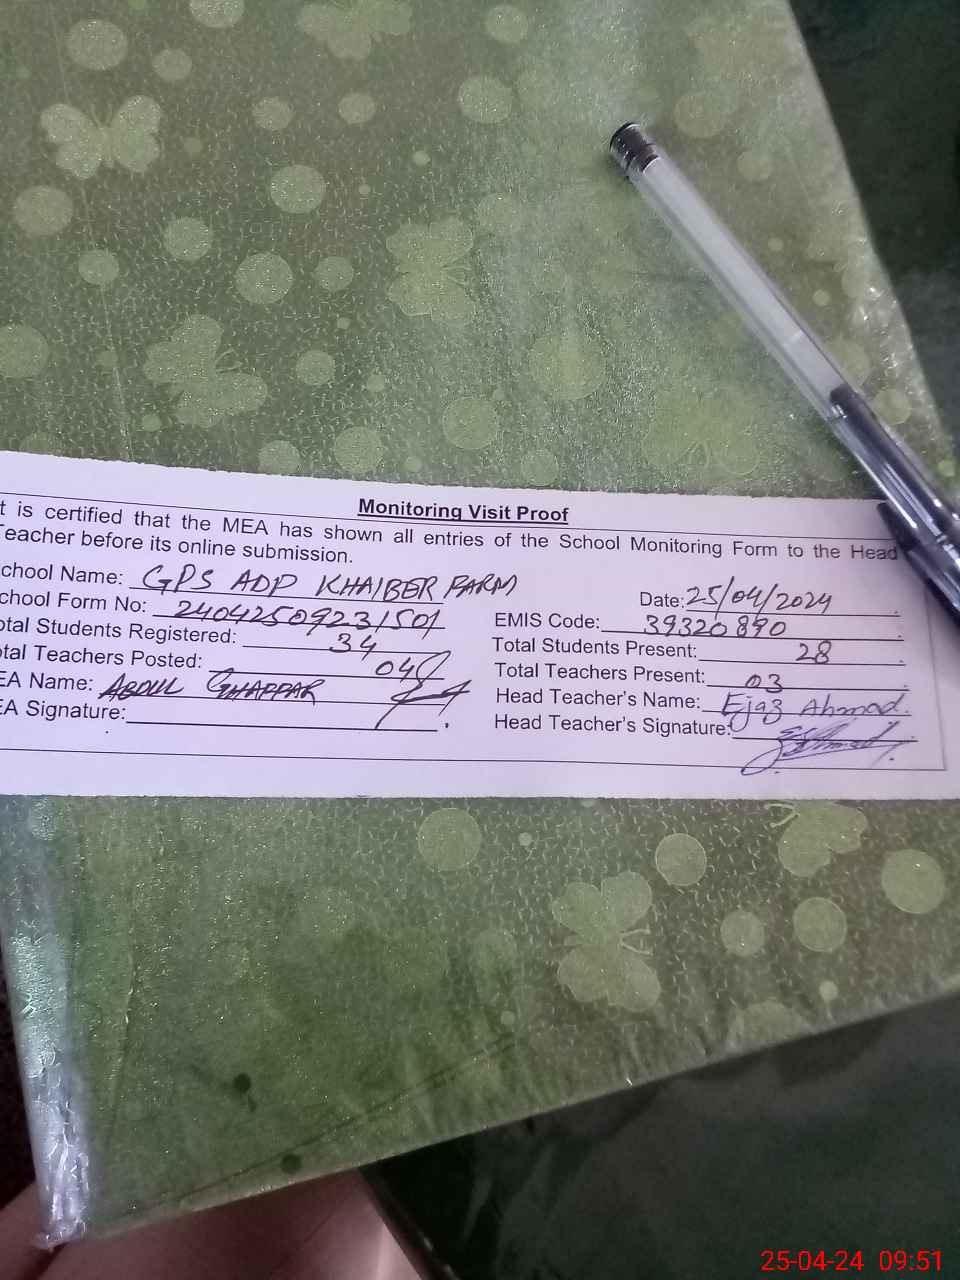 Monitoring Visit Proof
t is certified that the MEA has shown all entries of the School Monitoring Form to the Head
Teacher before its online submission.
chool Name: GPS ADP KHAIBER FARM Date: 25/04/2024
chool Form No: 24042509231501 EMIS Code: 39320890
otal Students Registered: 34 Total Students Present: 28
otal Teachers Posted: 04 Total Teachers Present: 03
EA Name: ABDUL GHAFFAR Head Teacher's Name: Ejaz Ahmad.
EA Signature: Head Teacher's Signature:
25-04-24 09:51